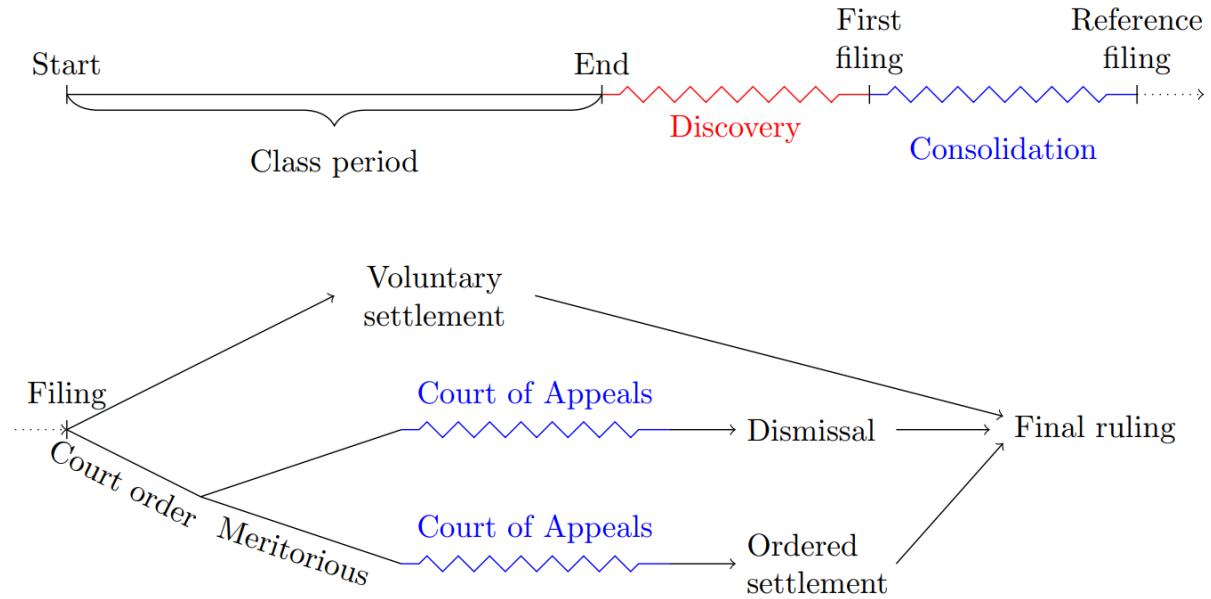 First
filing
Reference
filing
Start
End
Discovery
Consolidation
Class period
Voluntary
settlement
Filing
Court of Appeals
Dismissal
Final ruling
Court order
Meritorious
Court of Appeals
Ordered
settlement